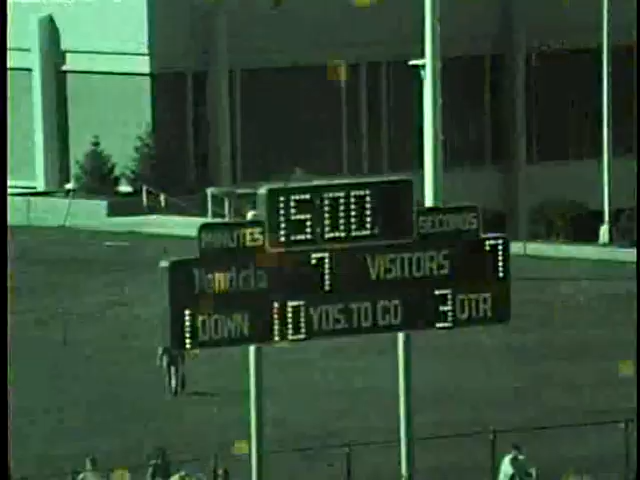 15:00
MINUTES SECONDS
7 VISITORS 7
1 DOWN 10 YDS. TO GO 3 QTR